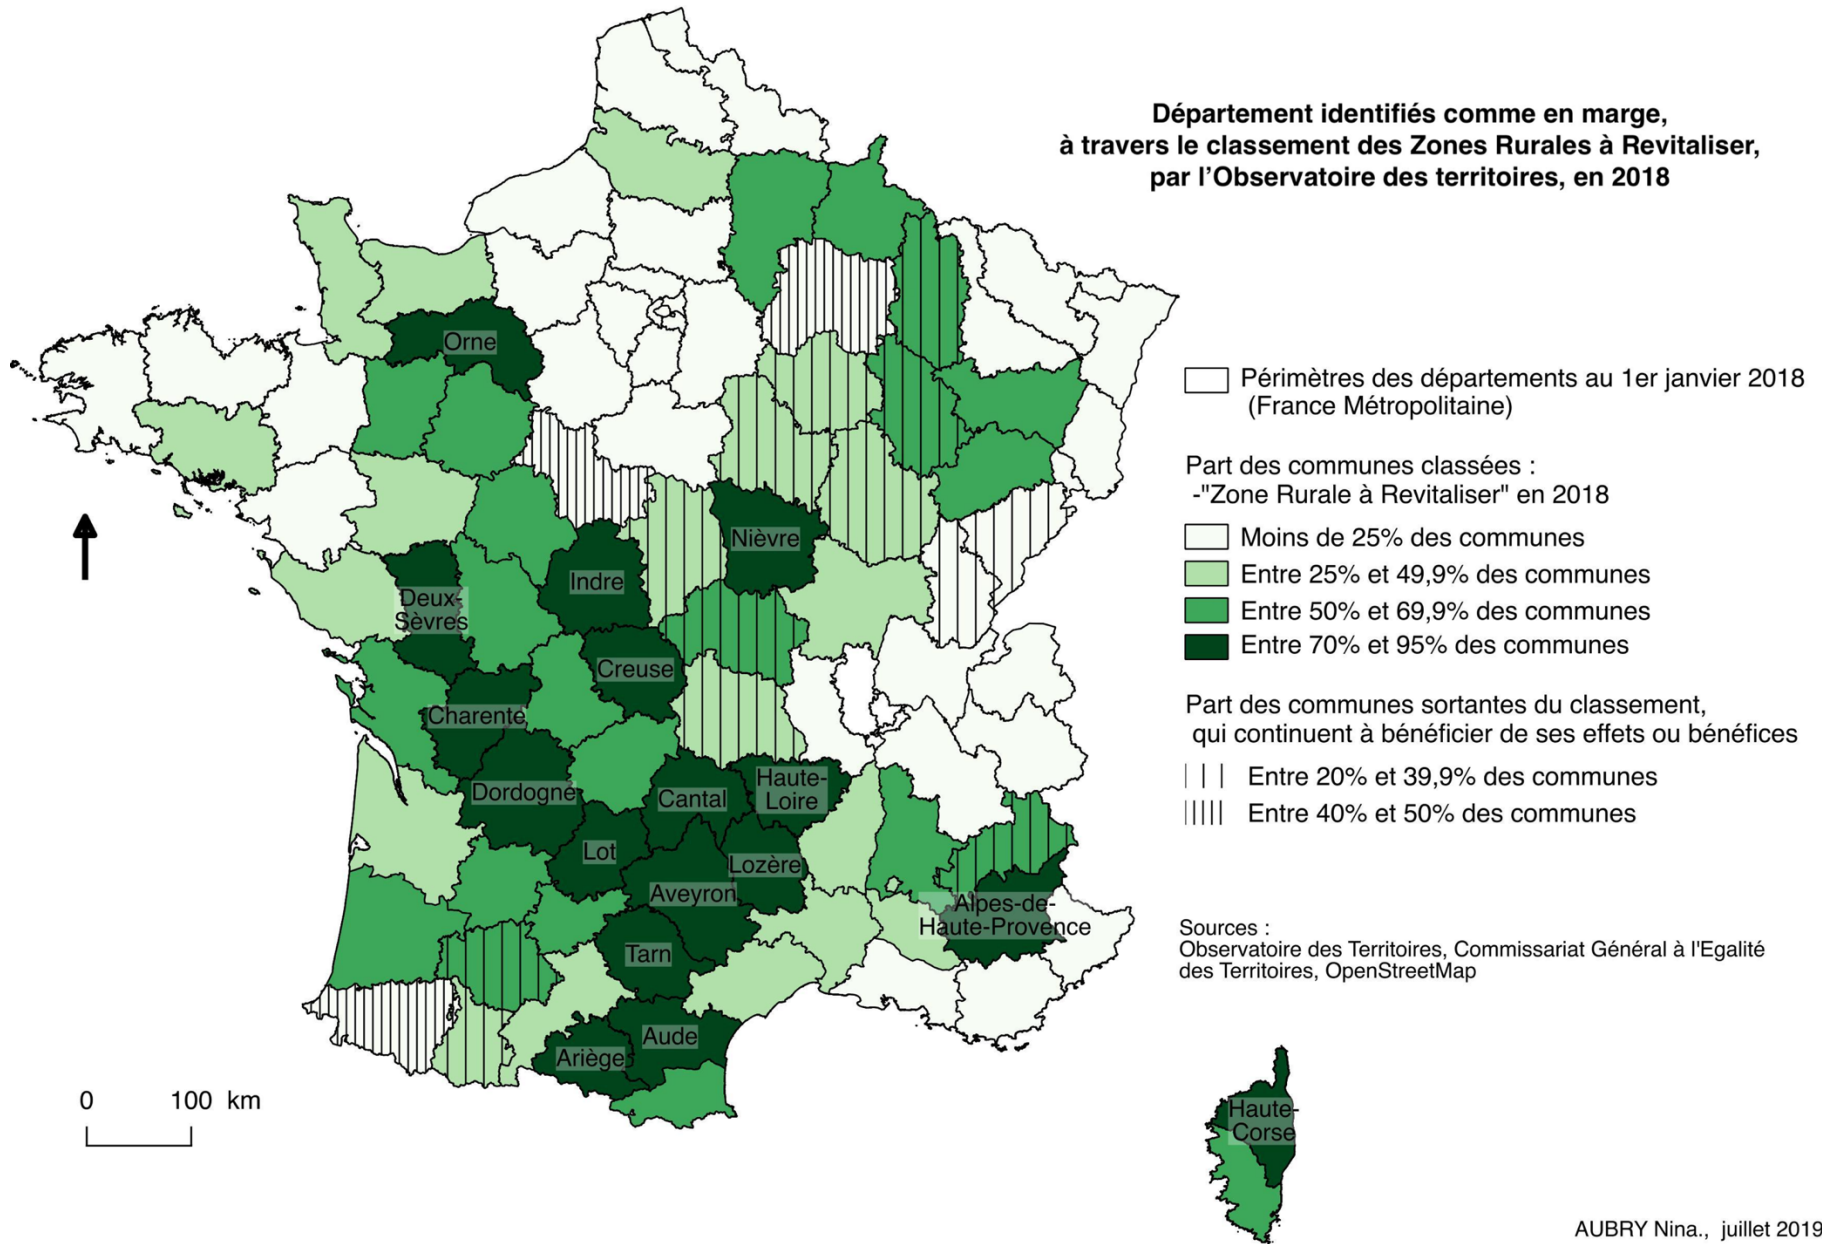 Département identifiés comme en marge,
à travers le classement des Zones Rurales à Revitaliser,
par l'Observatoire des territoires, en 2018
Orne
Nièvre
Indre
Deux-
Sèvres
Creuse
Charente
Dordogne
Cantal
Haute-
Loire
Lot
Lozère
Aveyron
Alpes-de-
Haute-Provence
Tarn
Aude
Ariège
Haute-
Corse
Périmètres des départements au 1er janvier 2018
(France Métropolitaine)
Part des communes classées :
-"Zone Rurale à Revitaliser" en 2018
Moins de 25% des communes
Entre 25% et 49,9% des communes
Entre 50% et 69,9% des communes
Entre 70% et 95% des communes
Part des communes sortantes du classement,
qui continuent à bénéficier de ses effets ou bénéfices
Entre 20% et 39,9% des communes
Entre 40% et 50% des communes
Sources :
Observatoire des Territoires, Commissariat Général à l'Egalité
des Territoires, OpenStreetMap
0 100 km
AUBRY Nina., juillet 2019